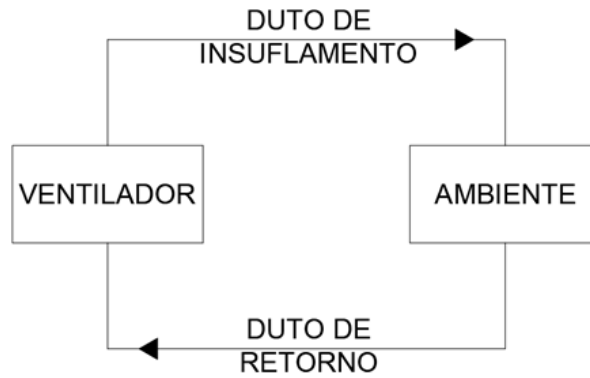 DUTO DE
INSUFLAMENTO
VENTILADOR
AMBIENTE
DUTO DE
RETORNO